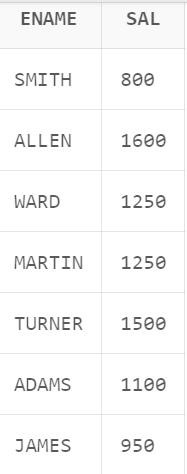 ENAME SAL
SMITH 800
ALLEN 1600
WARD 1250
MARTIN 1250
TURNER 1500
ADAMS 1100
JAMES 950